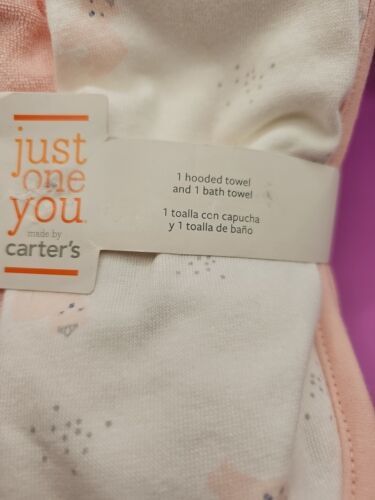 just
one
you
made by
carter's
1 hooded towel
and 1 bath towel
1 toalla con capucha
y 1 toalla de baño